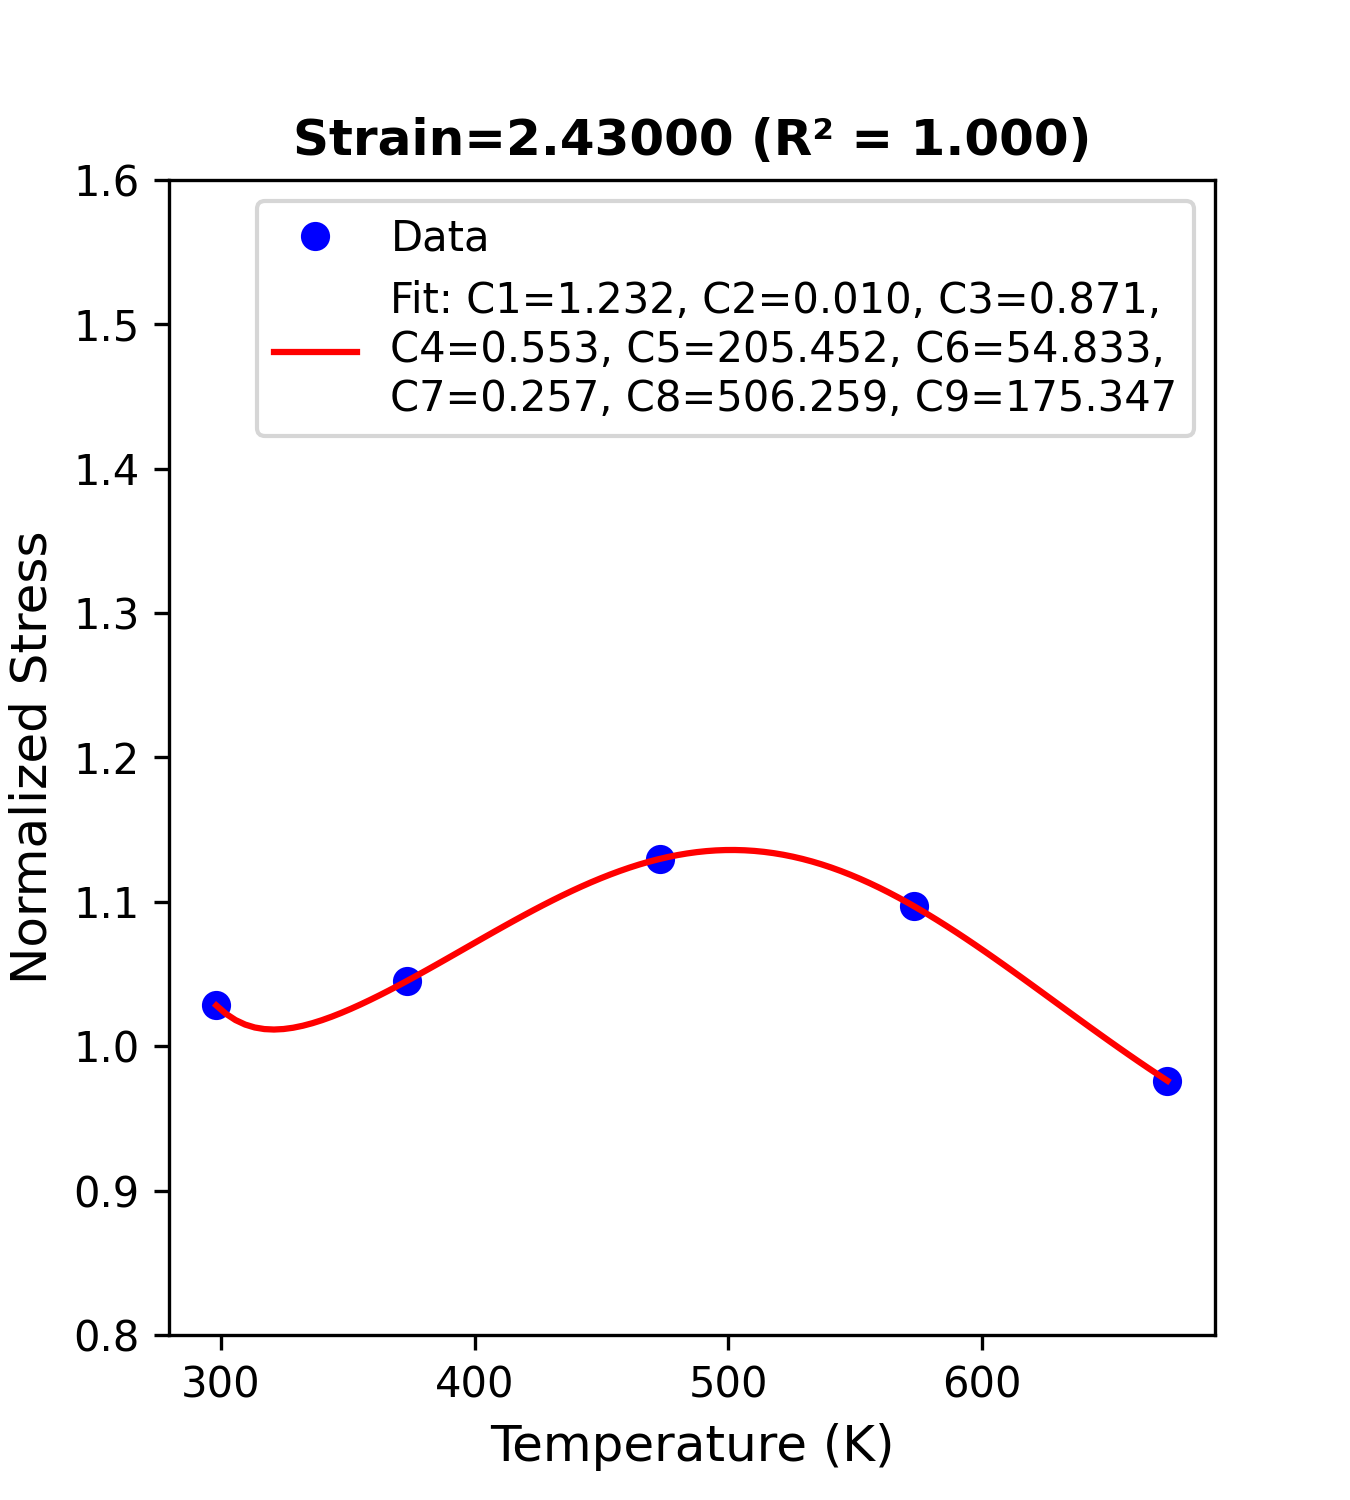 Strain=2.43000 (R² = 1.000)
Data
Fit: C1=1.232, C2=0.010, C3=0.871,
C4=0.553, C5=205.452, C6=54.833,
C7=0.257, C8=506.259, C9=175.347
1.6
1.5
1.4
1.3
1.2
1.1
1.0
0.9
0.8
Normalized Stress
300 400 500 600
Temperature (K)